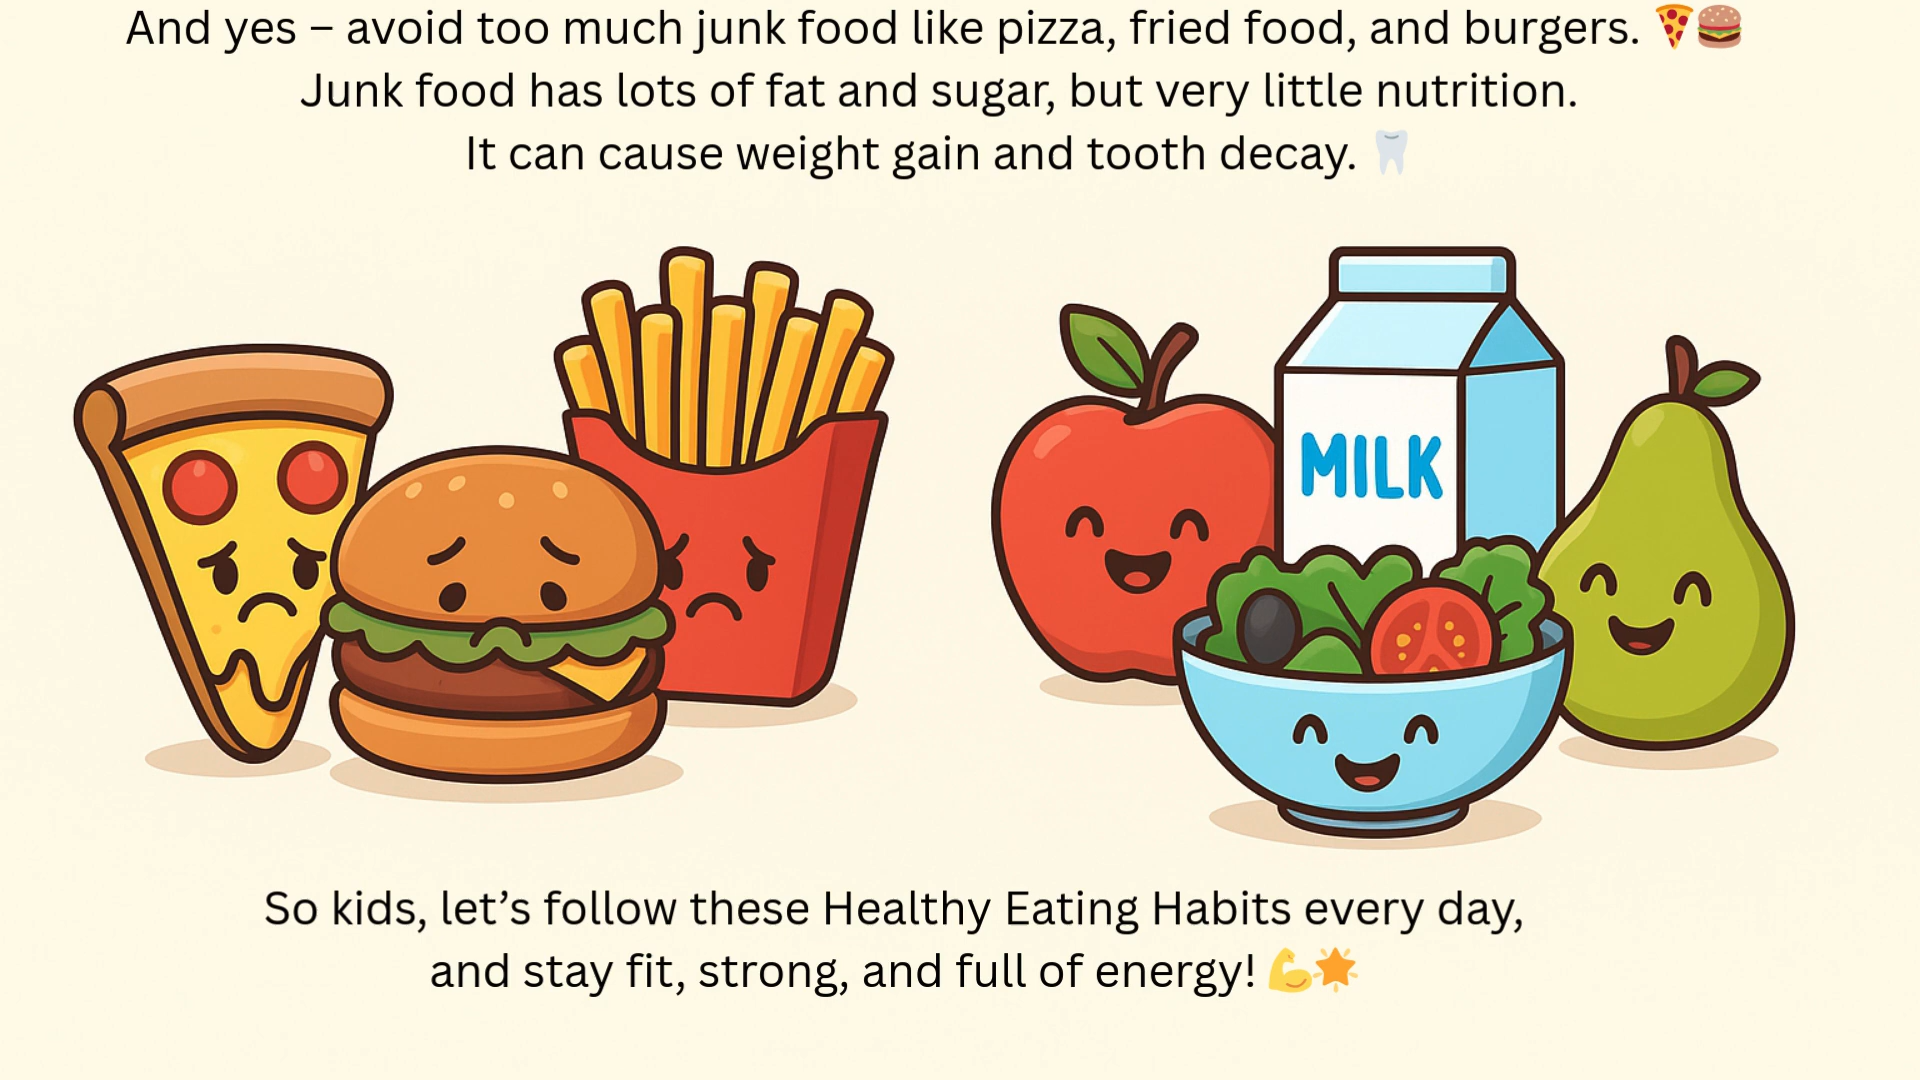 And yes – avoid too much junk food like pizza, fried food, and burgers. 🍕🍔
Junk food has lots of fat and sugar, but very little nutrition.
It can cause weight gain and tooth decay. 🦷
MILK
So kids, let’s follow these Healthy Eating Habits every day,
and stay fit, strong, and full of energy! 💪🌟